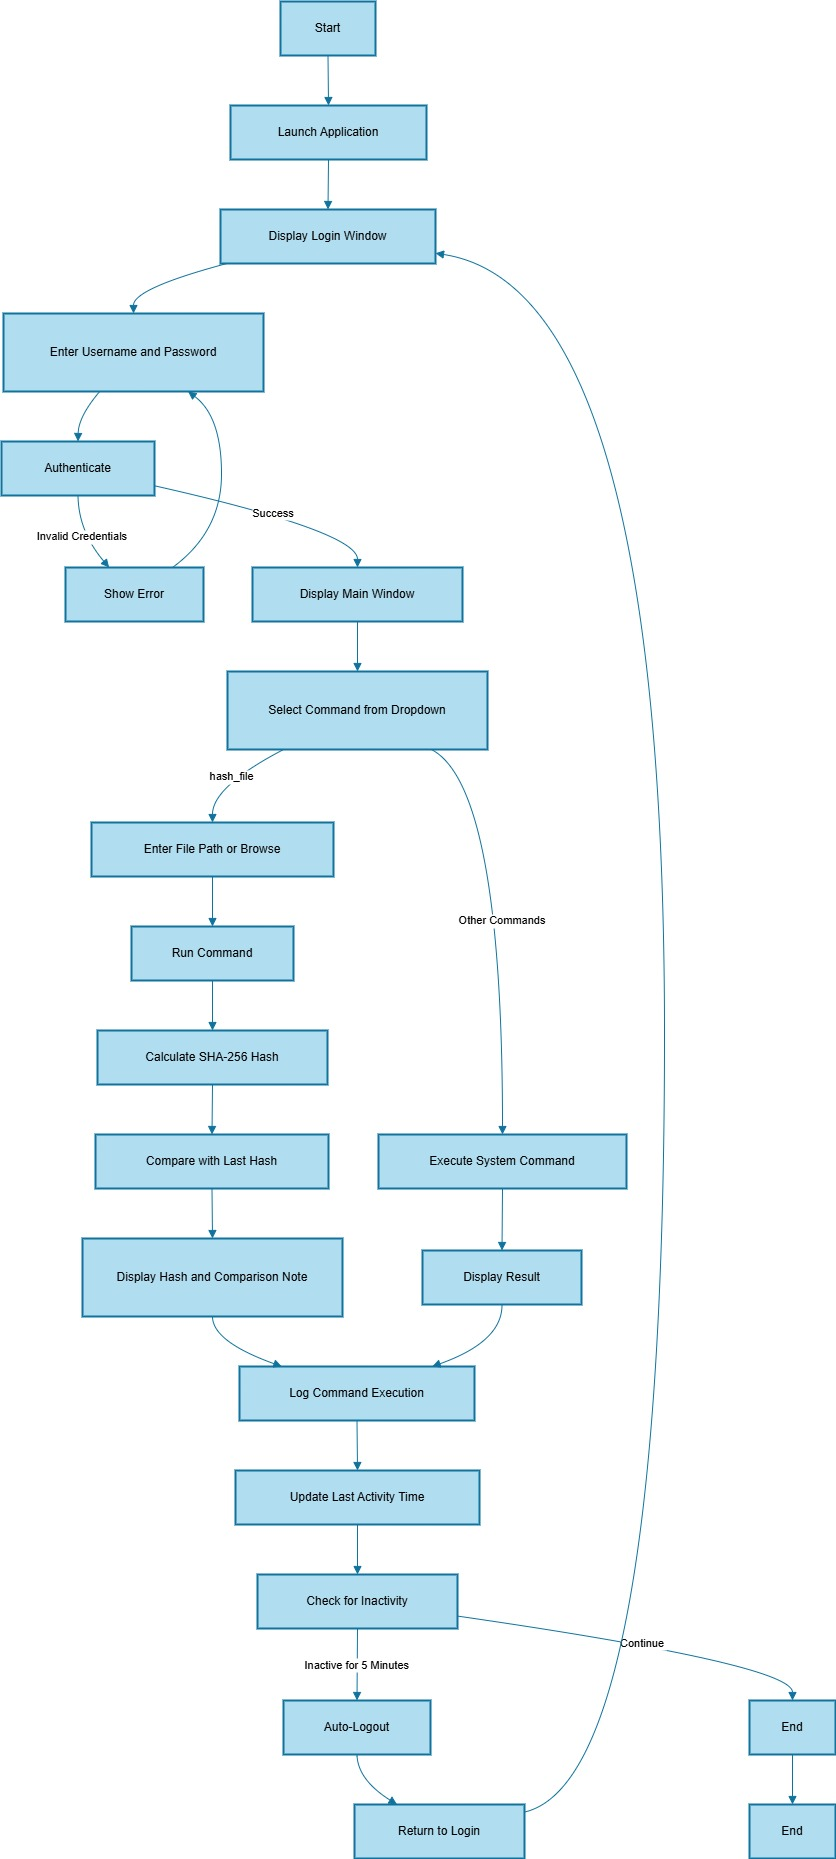 Start
Launch Application
Display Login Window
Enter Username and Password
Authenticate
Success
Invalid Credentials
Show Error
Display Main Window
Select Command from Dropdown
hash_file
Enter File Path or Browse
Other Commands
Run Command
Calculate SHA-256 Hash
Compare with Last Hash
Execute System Command
Display Hash and Comparison Note
Display Result
Log Command Execution
Update Last Activity Time
Check for Inactivity
Continue
Inactive for 5 Minutes
Auto-Logout
End
Return to Login
End